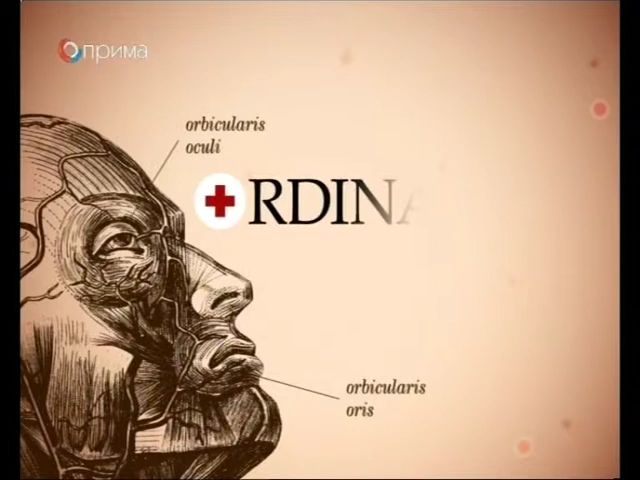 прима
orbicularis
oculi
RDINA
orbicularis
oris